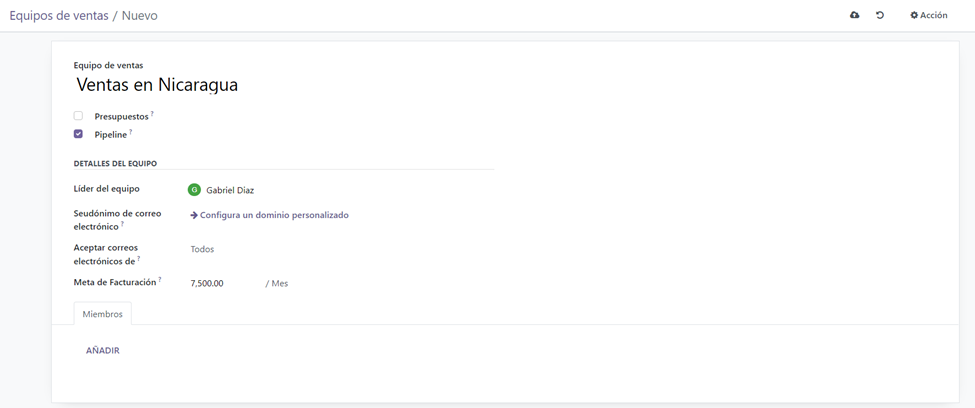 Equipos de ventas / Nuevo
Acción
Equipo de ventas
Ventas en Nicaragua
Presupuestos ?
Pipeline ?
DETALLES DEL EQUIPO
Líder del equipo G Gabriel Diaz
Seudónimo de correo
electrónico ? Configura un dominio personalizado
Aceptar correos
electrónicos de ? Todos
Meta de Facturación ? 7,500.00 / Mes
Miembros
AÑADIR